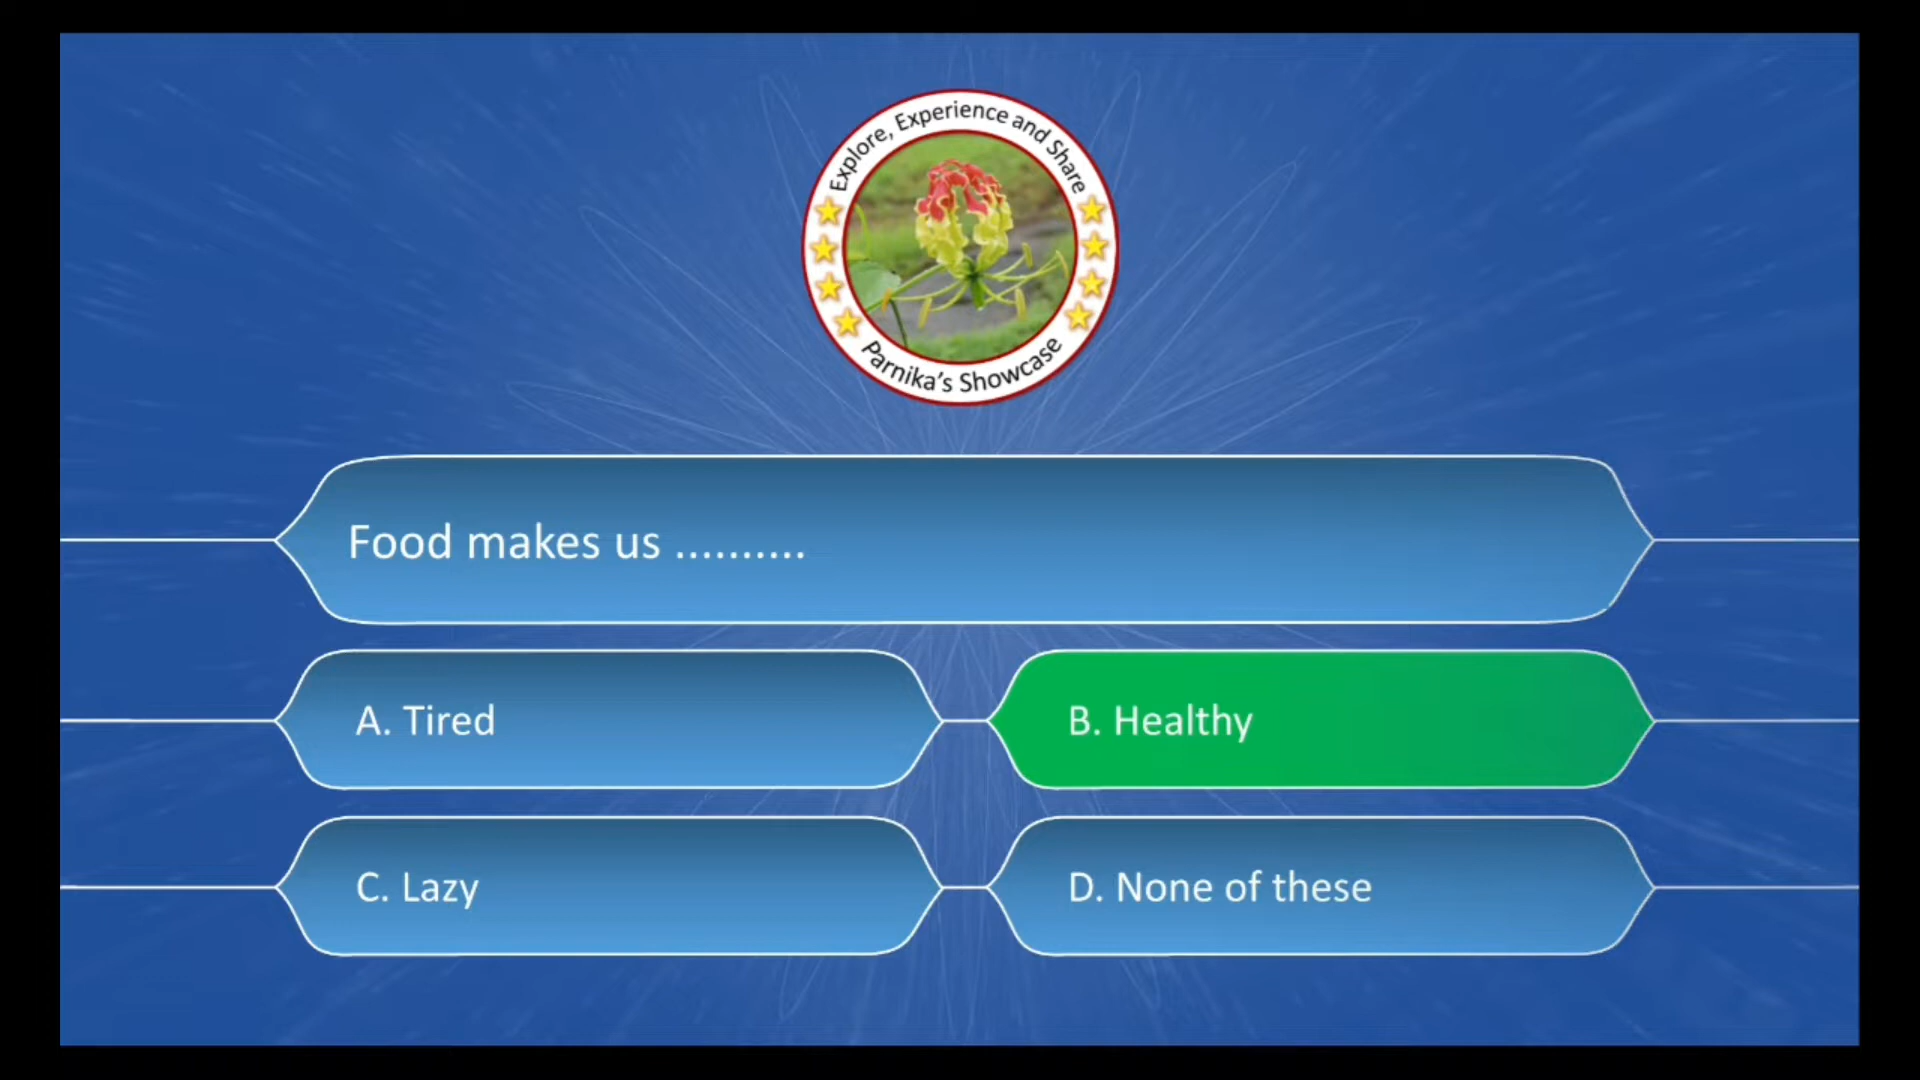 Explore, Experience and Share
Parnika's Showcase
Food makes us ..........
A. Tired
B. Healthy
C. Lazy
D. None of these